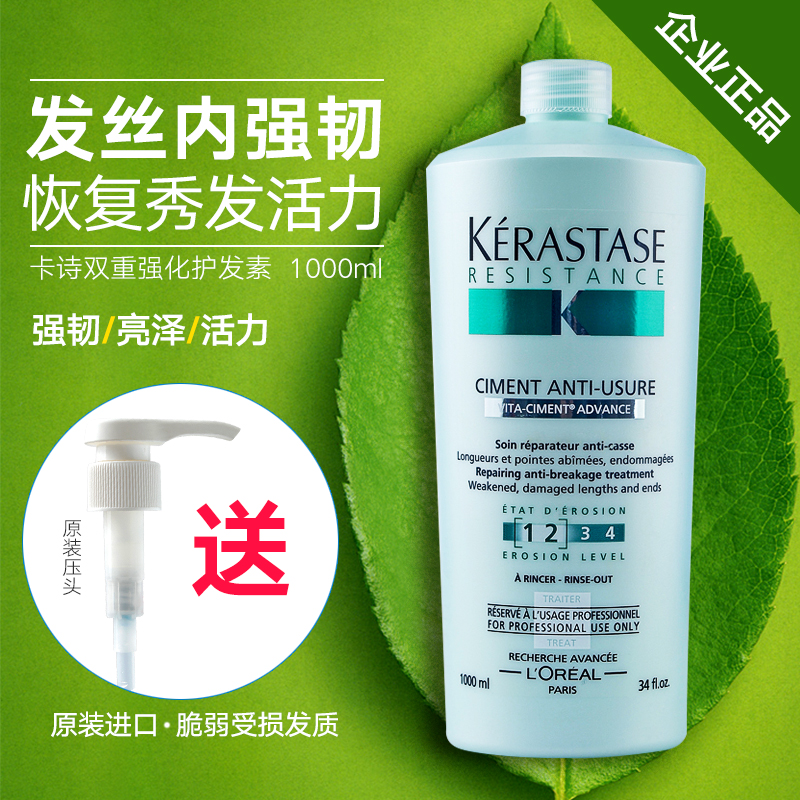 企业正品
发丝内强韧
恢复秀发活力
卡诗双重强化护发素 1000ml
强韧/亮泽/活力
原装压头
送
原装进口·脆弱受损发质
KÉRASTASE
RESISTANCE
K
CIMENT ANTI-USURE
VITA-CIMENT® ADVANCE
Soin réparateur anti-casse
Longueurs et pointes abîmées, endommagées
Repairing anti-breakage treatment
Weakened, damaged lengths and ends
ÉTAT D'ÉROSION
[1 2] 3 4
EROSION LEVEL
À RINCER - RINSE-OUT
TRAITER
RÉSERVÉ À L'USAGE PROFESSIONNEL
FOR PROFESSIONAL USE ONLY
TREAT
RECHERCHE AVANCÉE
L'ORÉAL
PARIS
1000 ml
34 fl.oz.